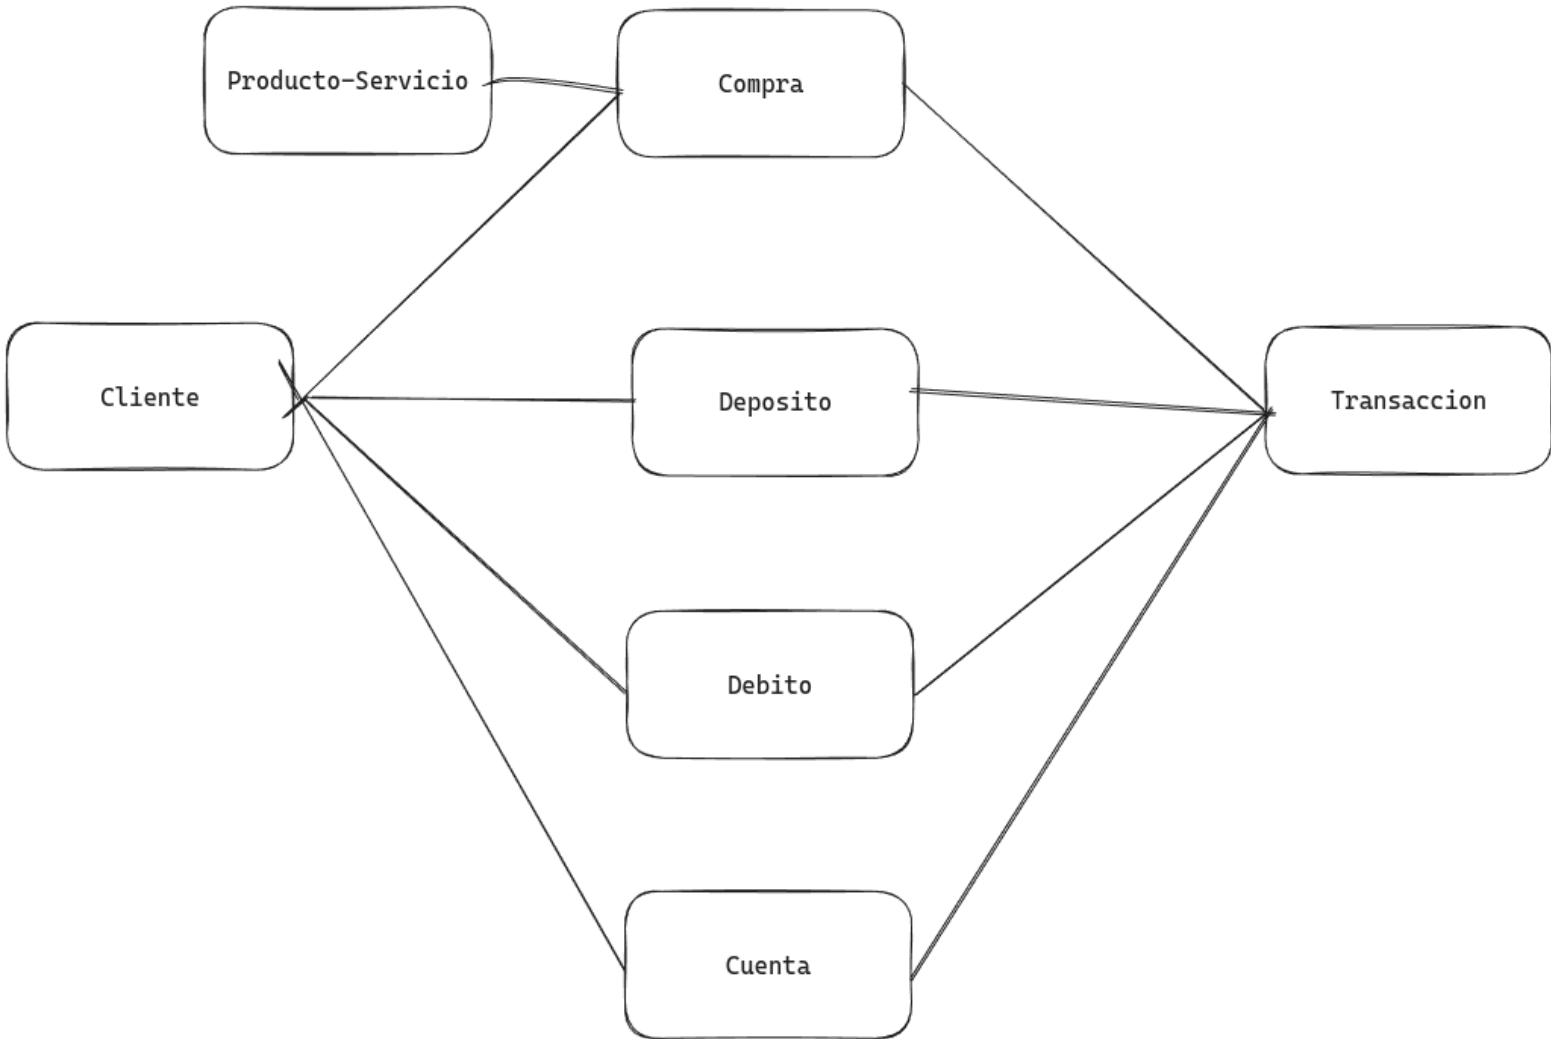 Producto-Servicio
Compra
Cliente
Deposito
Transaccion
Debito
Cuenta